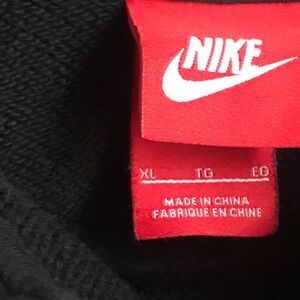 NIKE
XL TG EG
MADE IN CHINA
FABRIQUE EN CHINE